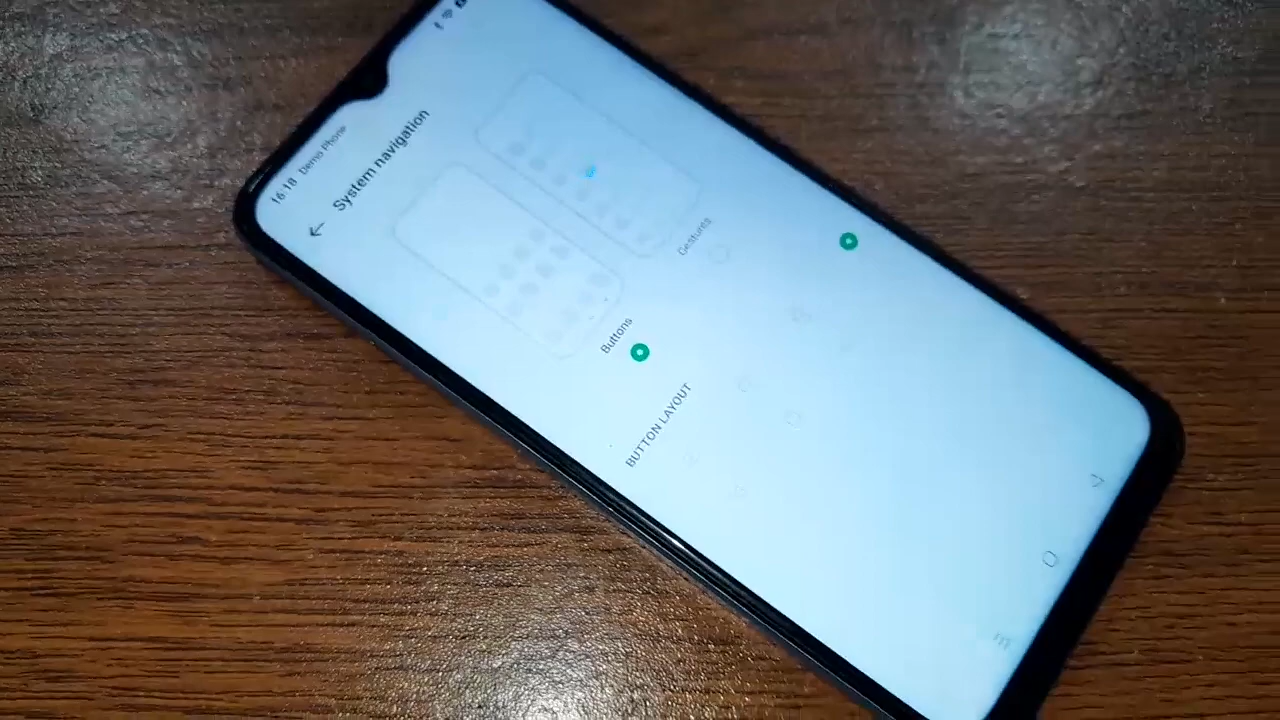 16:18 Demo Phone
System navigation
Buttons
Gestures
BUTTON LAYOUT